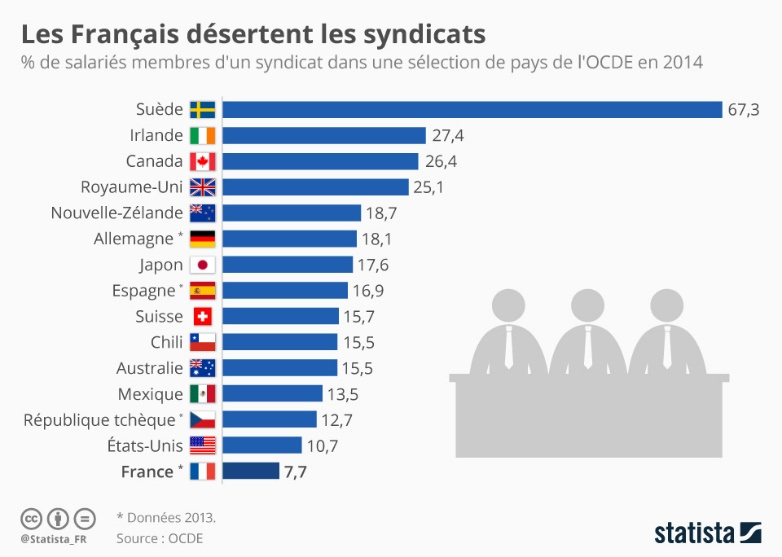 Les Français désertent les syndicats
% de salariés membres d'un syndicat dans une sélection de pays de l'OCDE en 2014
Suède 67,3
Irlande 27,4
Canada 26,4
Royaume-Uni 25,1
Nouvelle-Zélande 18,7
Allemagne * 18,1
Japon 17,6
Espagne * 16,9
Suisse 15,7
Chili 15,5
Australie 15,5
Mexique 13,5
République tchèque * 12,7
États-Unis 10,7
France * 7,7
cc
@Statista_FR
* Données 2013.
Source : OCDE
statista